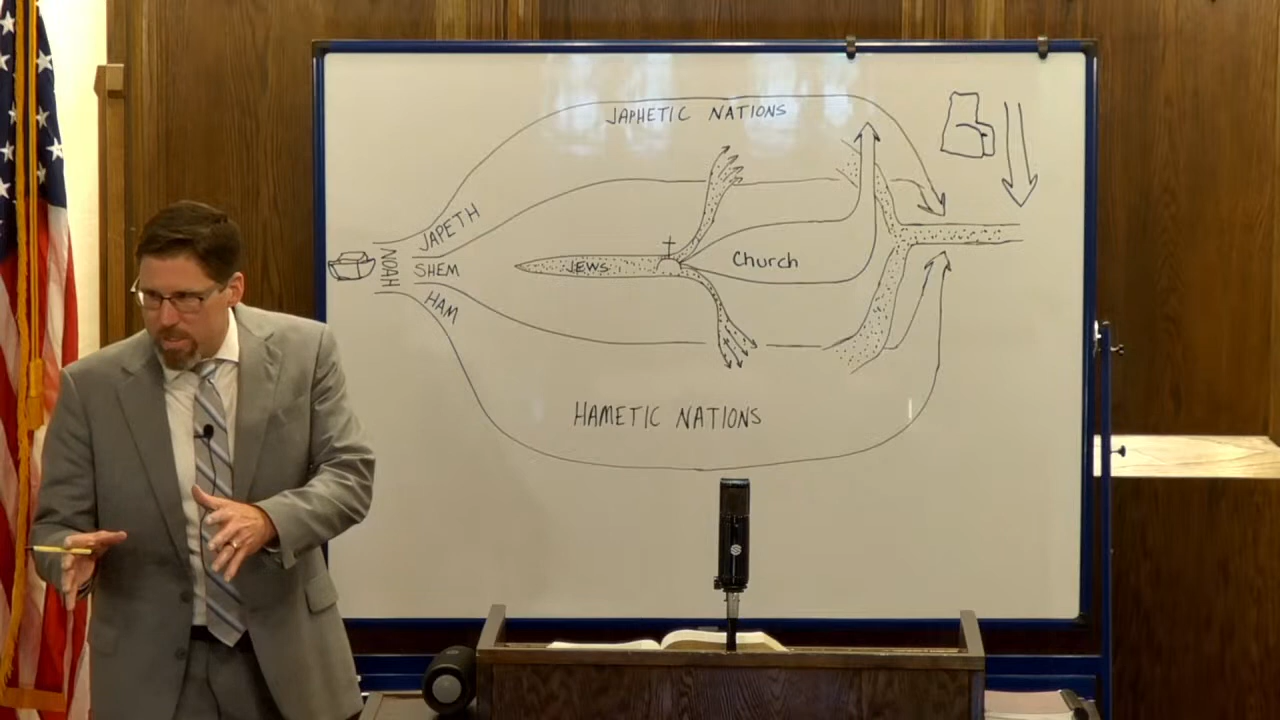 JAPHETIC NATIONS
JAPETH
NOAH
SHEM
HAM
JEWS
Church
HAMETIC NATIONS